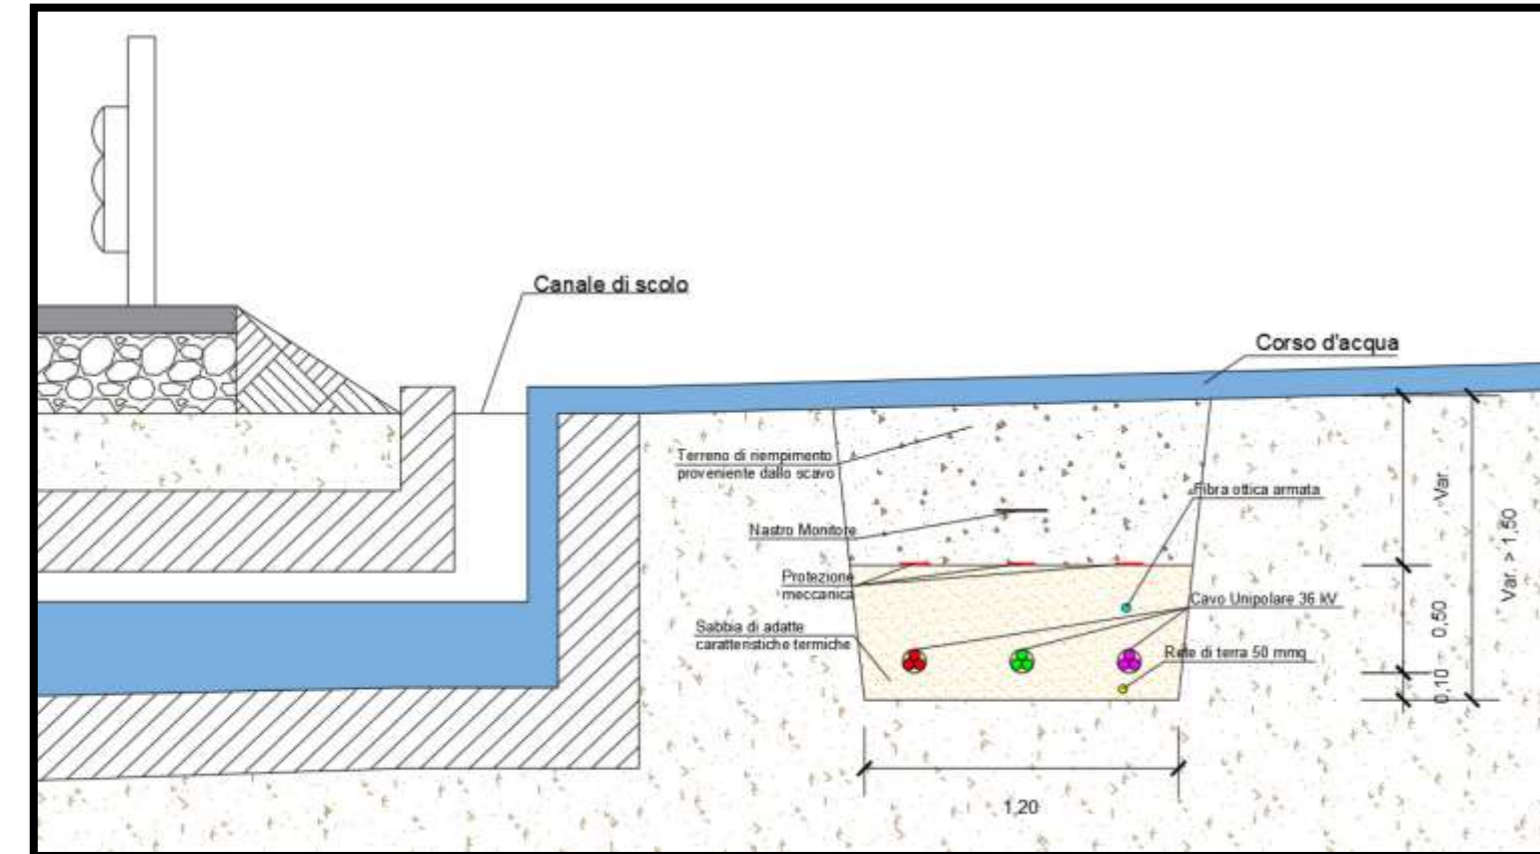 Canale di scolo
Corso d'acqua
Terreno di riempimento
proveniente dallo scavo
Fibra ottica armata
Nastro Monitore
Protezione
meccanica
Cavo Unipolare 36 kV
Sabbia di adatte
caratteristiche termiche
Rete di terra 50 mmq
Var
0,50
0,10
Var. > 1,50
1,20